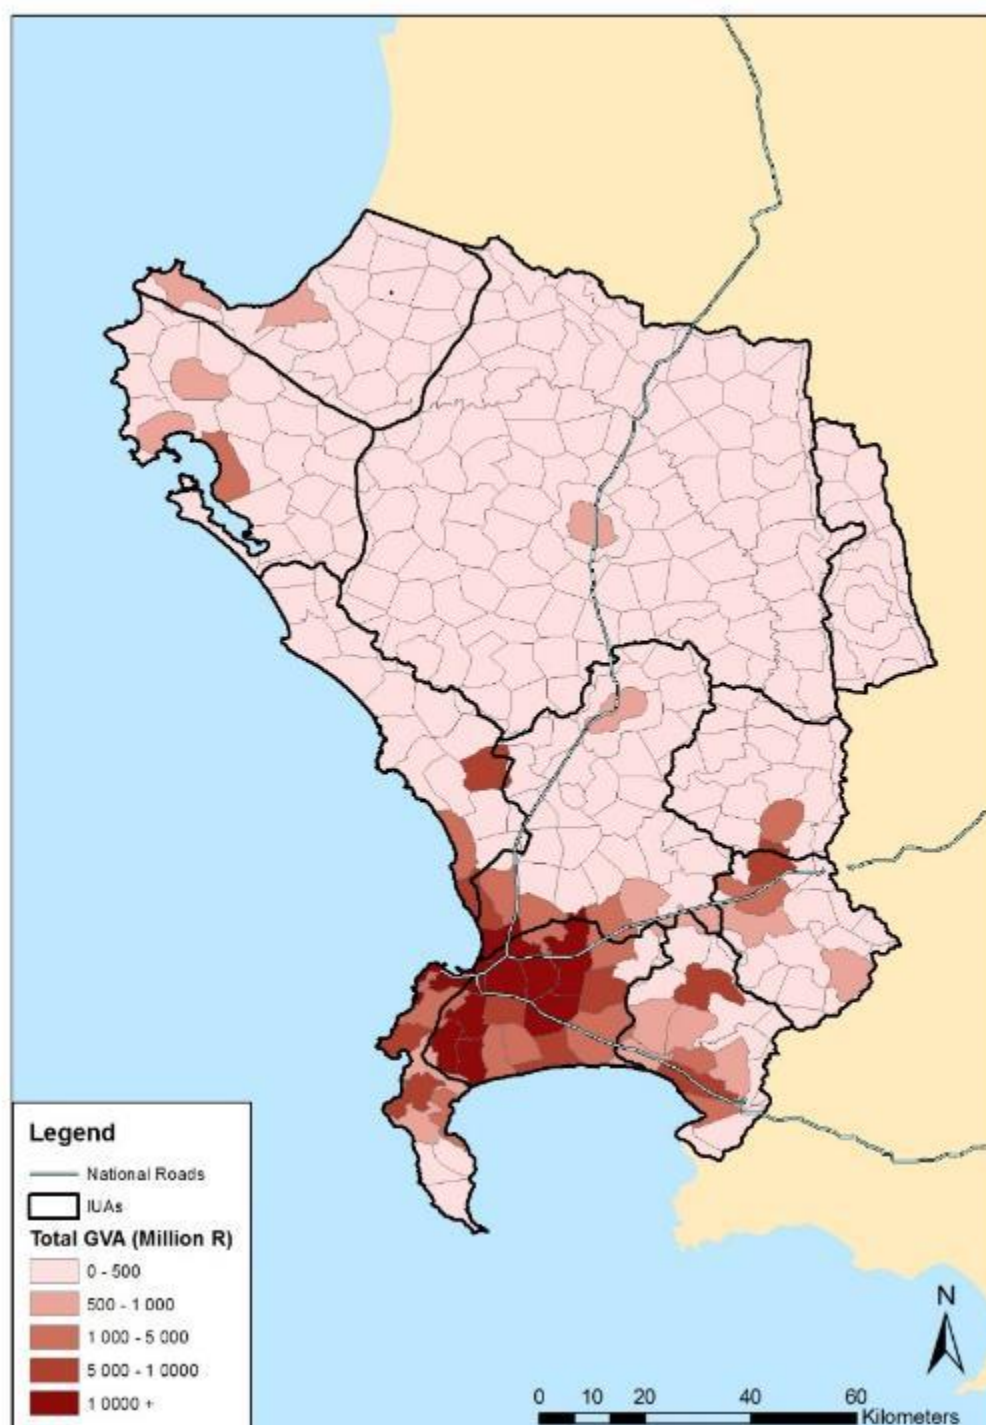 Legend
National Roads
IUAs
Total GVA (Million R)
0 - 500
500 - 1 000
1 000 - 5 000
5 000 - 1 0000
1 0000 +
N
0 10 20 40 60
Kilometers